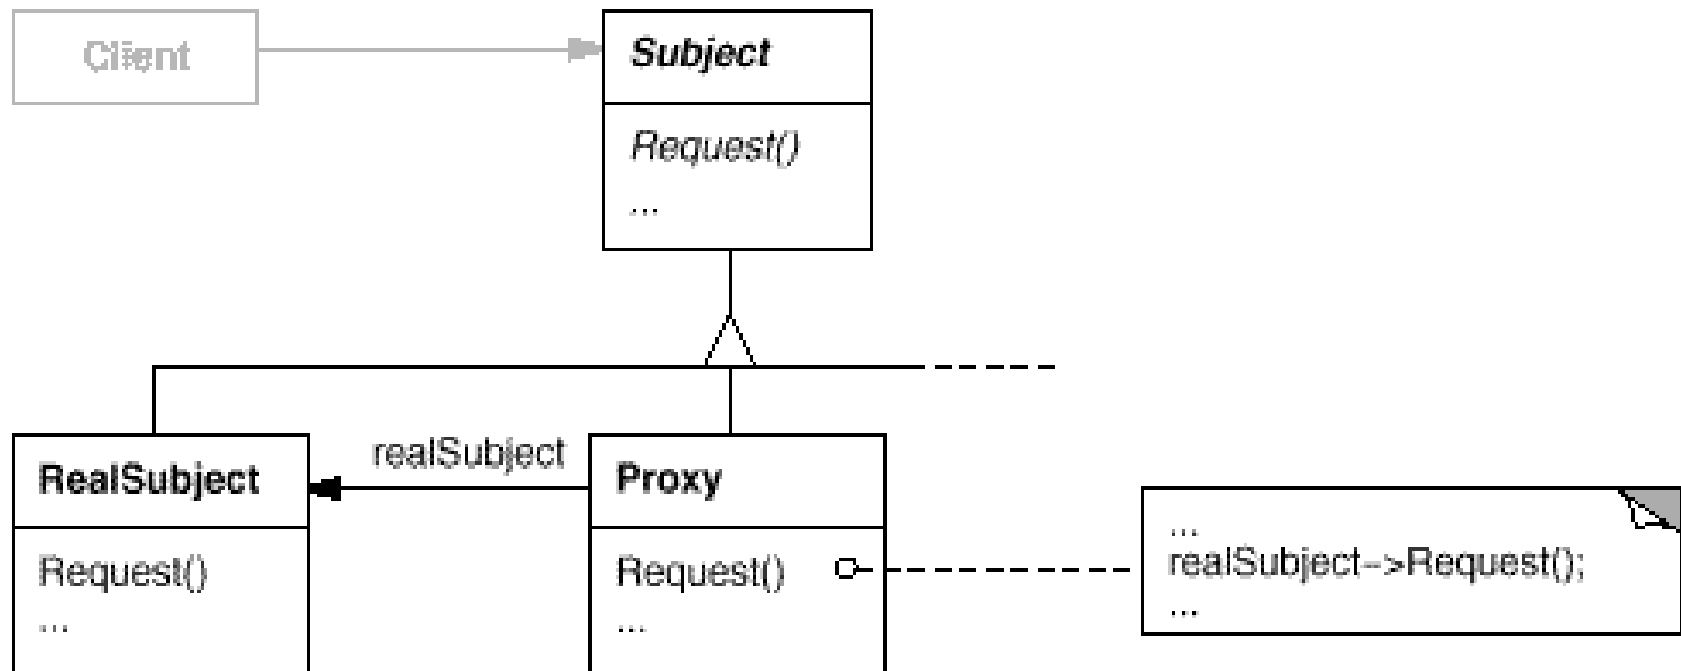 Client
Subject
Request()
...
realSubject
RealSubject
Request()
...
Proxy
Request()
...
...
realSubject->Request();
...